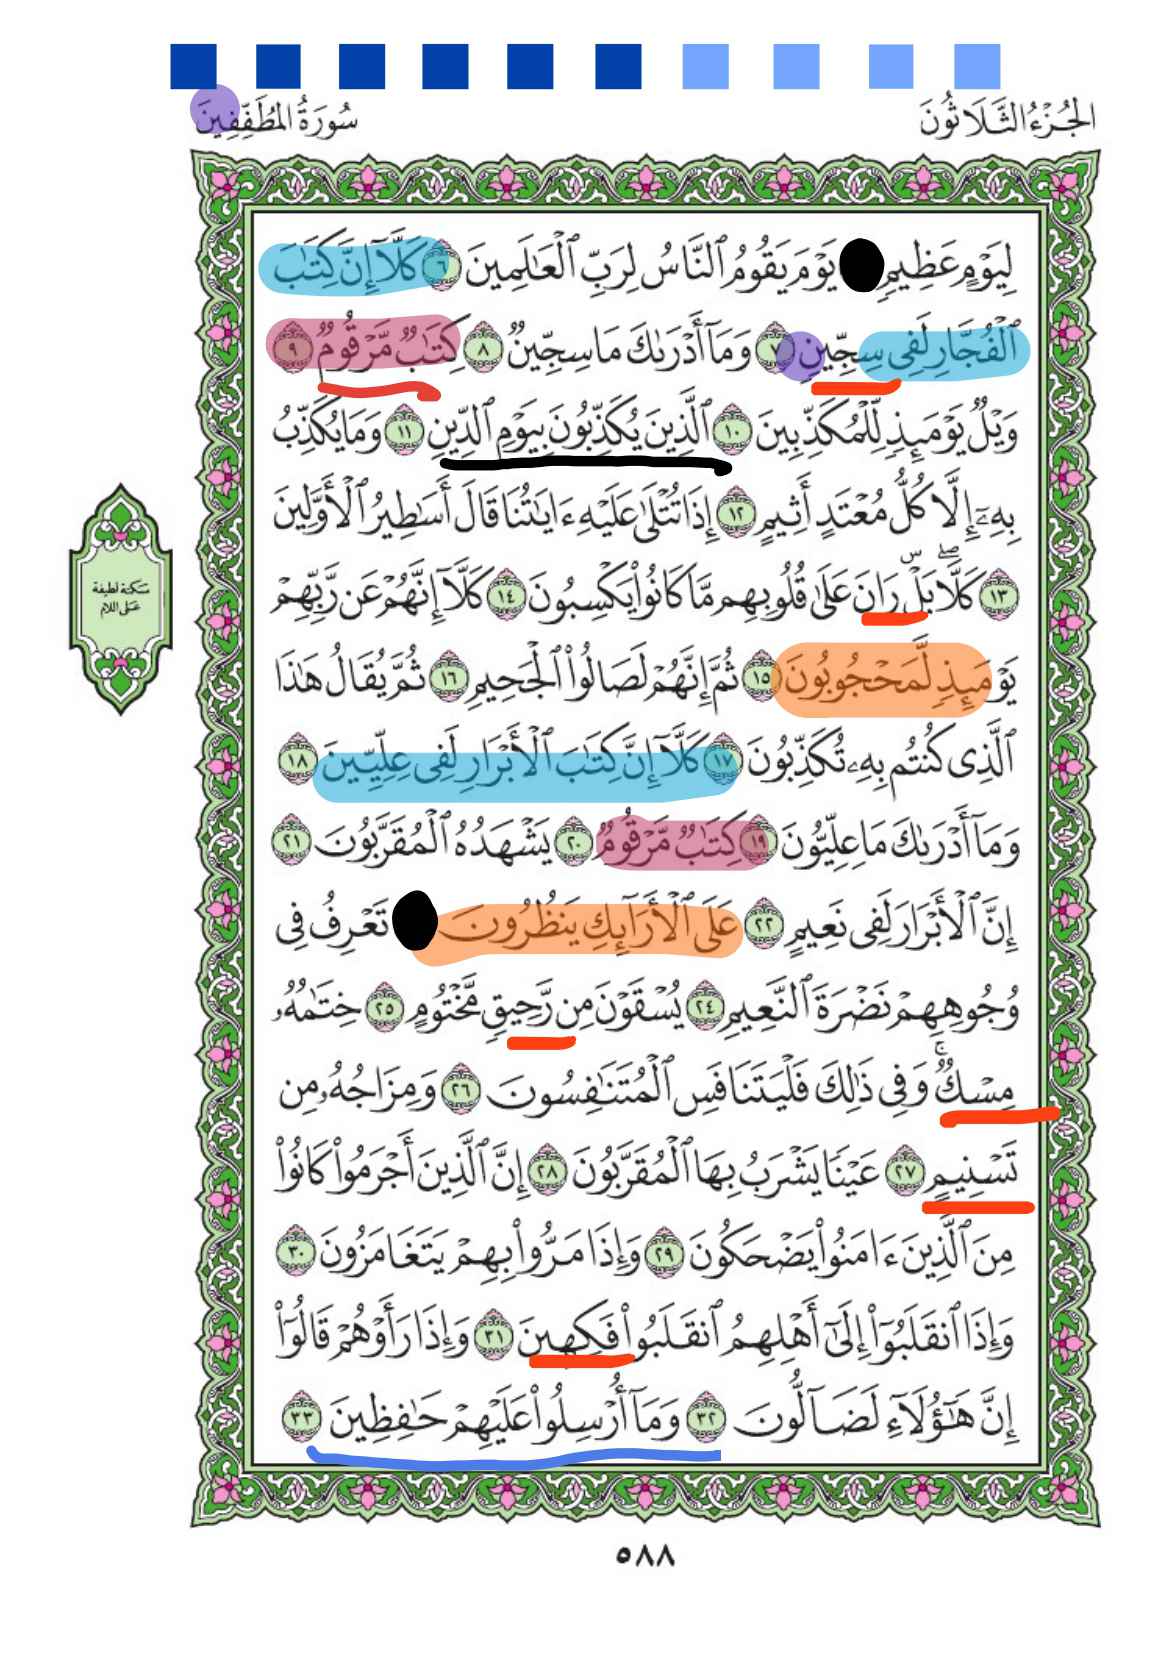 الجُزْءُ الثَّلَاثُونَ
سُورَةُ المُطَفِّفِينَ
لِيَوْمٍ عَظِيمٍ يَوْمَ يَقُومُ ٱلنَّاسُ لِرَبِّ ٱلْعَٰلَمِينَ ٦ كَلَّآ إِنَّ كِتَٰبَ
ٱلْفُجَّارِ لَفِى سِجِّينٍ ٧ وَمَآ أَدْرَىٰكَ مَا سِجِّينٌ ٨ كِتَٰبٌ مَّرْقُومٌ ٩
وَيْلٌ يَوْمَئِذٍ لِّلْمُكَذِّبِينَ ١٠ ٱلَّذِينَ يُكَذِّبُونَ بِيَوْمِ ٱلدِّينِ ١١ وَمَا يُكَذِّبُ
بِهِۦٓ إِلَّا كُلُّ مُعْتَدٍ أَثِيمٍ ١٢ إِذَا تُتْلَىٰ عَلَيْهِ ءَايَٰتُنَا قَالَ أَسَٰطِيرُ ٱلْأَوَّلِينَ
١٣ كَلَّا ۖ بَلْ ۜ رَانَ عَلَىٰ قُلُوبِهِم مَّا كَانُوا۟ يَكْسِبُونَ ١٤ كَلَّآ إِنَّهُمْ عَن رَّبِّهِمْ
يَوْمَئِذٍ لَّمَحْجُوبُونَ ١٥ ثُمَّ إِنَّهُمْ لَصَالُوا۟ ٱلْجَحِيمِ ١٦ ثُمَّ يُقَالُ هَٰذَا
ٱلَّذِى كُنتُم بِهِۦ تُكَذِّبُونَ ١٧ كَلَّآ إِنَّ كِتَٰبَ ٱلْأَبْرَارِ لَفِى عِلِّيِّينَ ١٨
وَمَآ أَدْرَىٰكَ مَا عِلِّيُّونَ ١٩ كِتَٰبٌ مَّرْقُومٌ ٢٠ يَشْهَدُهُ ٱلْمُقَرَّبُونَ ٢١
إِنَّ ٱلْأَبْرَارَ لَفِى نَعِيمٍ ٢٢ عَلَى ٱلْأَرَآئِكِ يَنظُرُونَ تَعْرِفُ فِى
وُجُوهِهِمْ نَضْرَةَ ٱلنَّعِيمِ ٢٤ يُسْقَوْنَ مِن رَّحِيقٍ مَّخْتُومٍ ٢٥ خِتَٰمُهُۥ
مِسْكٌ ۚ وَفِى ذَٰلِكَ فَلْيَتَنَافَسِ ٱلْمُتَنَٰفِسُونَ ٢٦ وَمِزَاجُهُۥ مِن
تَسْنِيمٍ ٢٧ عَيْنًا يَشْرَبُ بِهَا ٱلْمُقَرَّبُونَ ٢٨ إِنَّ ٱلَّذِينَ أَجْرَمُوا۟ كَانُوا۟
مِنَ ٱلَّذِينَ ءَامَنُوا۟ يَضْحَكُونَ ٢٩ وَإِذَا مَرُّوا۟ بِهِمْ يَتَغَامَزُونَ ٣٠
وَإِذَا ٱنقَلَبُوٓا۟ إِلَىٰٓ أَهْلِهِمُ ٱنقَلَبُوا۟ فَكِهِينَ ٣١ وَإِذَا رَأَوْهُمْ قَالُوٓا۟
إِنَّ هَٰٓؤُلَآءِ لَضَآلُّونَ ٣٢ وَمَآ أُرْسِلُوا۟ عَلَيْهِمْ حَٰفِظِينَ ٣٣
سكتة لطيفة
على اللام
٥٨٨